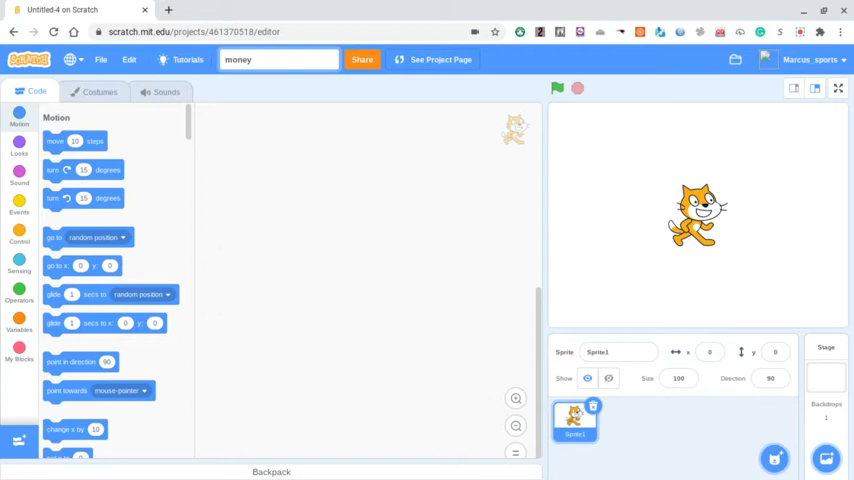 Untitled-4 on Scratch
scratch.mit.edu/projects/461370518/editor
SCRATCH File Edit Tutorials money Share See Project Page Marcus_sports
Code Costumes Sounds
Motion
Looks
Sound
Events
Control
Sensing
Operators
Variables
My Blocks
Motion
move 10 steps
turn 15 degrees
turn 15 degrees
go to random position
go to x: 0 y: 0
glide 1 secs to random position
glide 1 secs to x: 0 y: 0
point in direction 90
point towards mouse-pointer
change x by 10
Backpack
Sprite Sprite1 x 0 y 0
Show Size 100 Direction 90
Sprite1
Stage
Backdrops
1